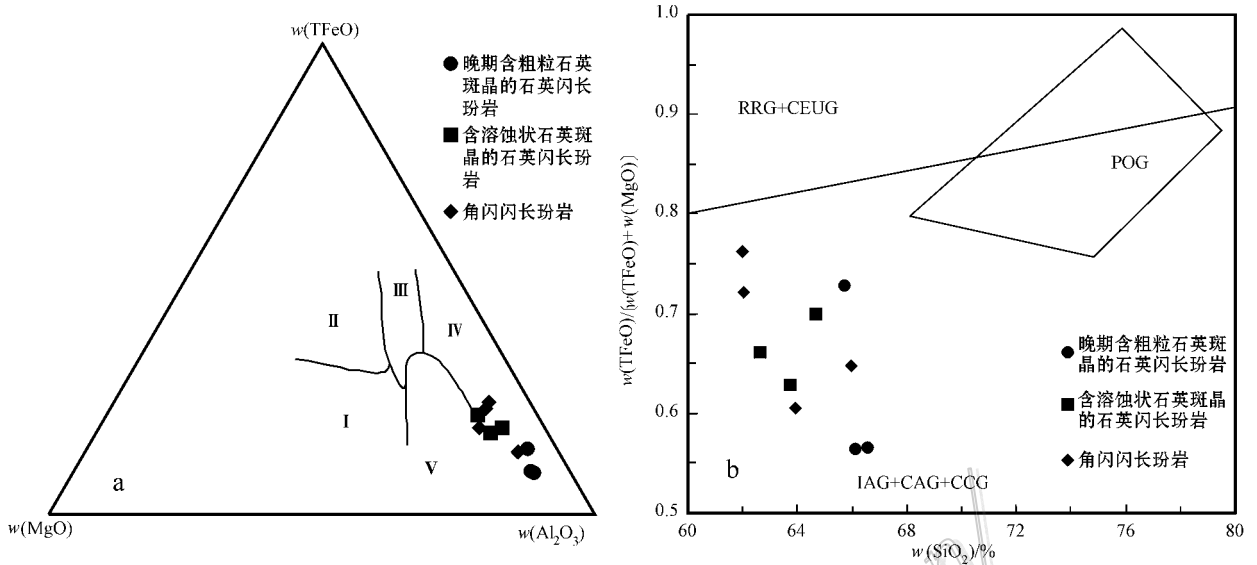 w(TFeO)
晚期含粗粒石英
斑晶的石英闪长
玢岩
含溶蚀状石英斑
晶的石英闪长玢
岩
角闪闪长玢岩
Ⅲ
Ⅱ
Ⅳ
Ⅰ
Ⅴ
a
w(MgO)
w(Al₂O₃)
w(TFeO)/[w(TFeO)+w(MgO)]
1.0
0.9
0.8
0.7
0.6
0.5
RRG+CEUG
POG
晚期含粗粒石英斑
晶的石英闪长玢岩
含溶蚀状石英斑晶
的石英闪长玢岩
角闪闪长玢岩
b
IAG+CAG+CCG
60
64
68
72
76
80
w(SiO₂)/%